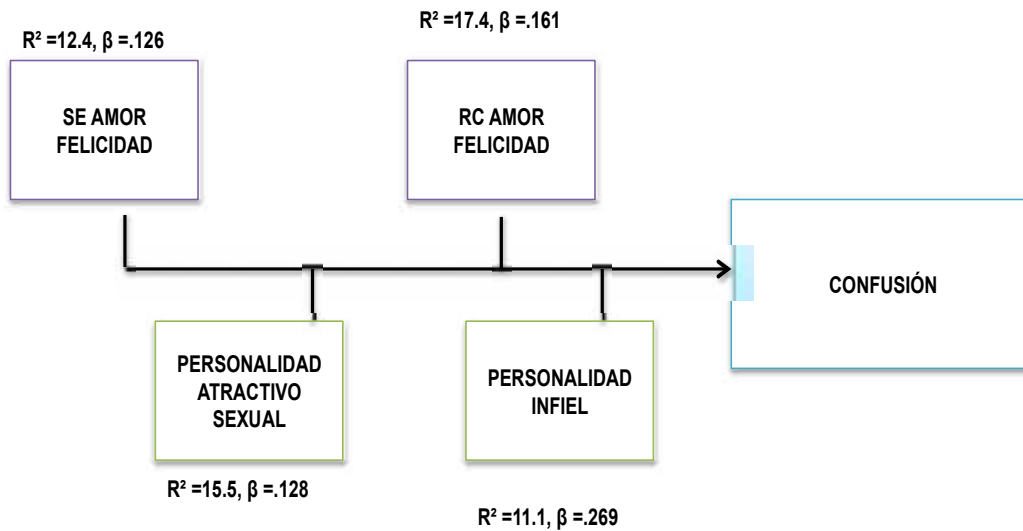 R² =17.4, β =.161
R² =12.4, β =.126
SE AMOR
FELICIDAD
RC AMOR
FELICIDAD
CONFUSIÓN
PERSONALIDAD
ATRACTIVO
SEXUAL
PERSONALIDAD
INFIEL
R² =15.5, β =.128
R² =11.1, β =.269